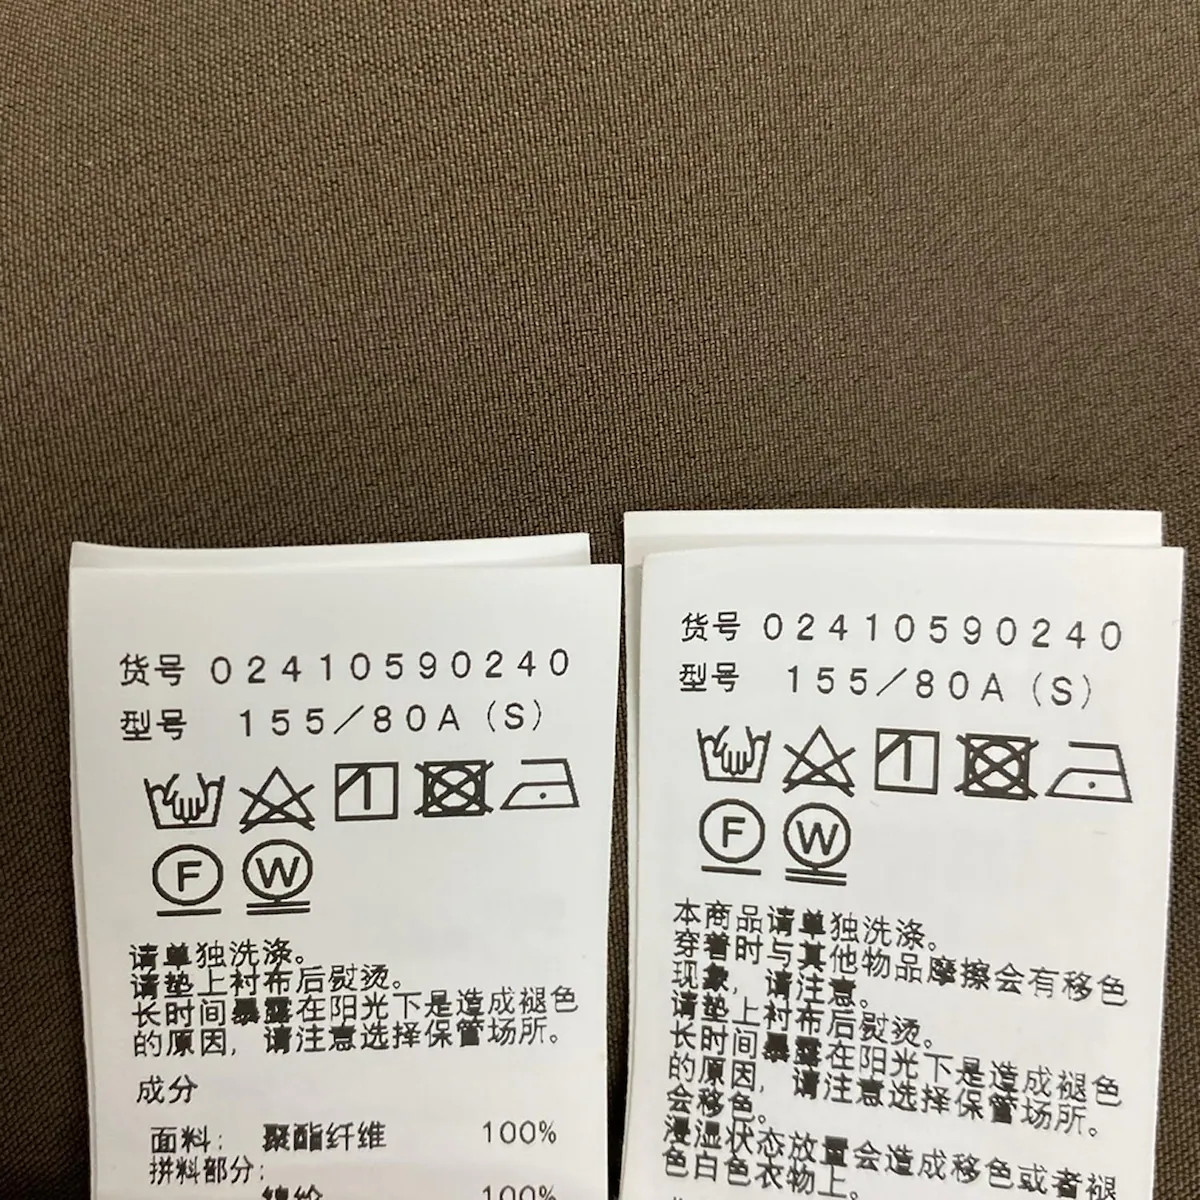 货号 02410590240
型号 155/80A(S)
F W
请单独洗涤。
请垫上衬布后熨烫。
长时间暴露在阳光下是造成褪色
的原因,请注意选择保管场所。
成分
面料: 聚酯纤维 100%
拼料部分:
100%
货号 02410590240
型号 155/80A(S)
F W
本商品请单独洗涤。
穿着时与其他物品摩擦会有移色
现象,请注意。
请垫上衬布后熨烫。
长时间暴露在阳光下是造成褪色
的原因,请注意选择保管场所。
会移色。
浸湿状态放置会造成移色或者褪
色白色衣物上。